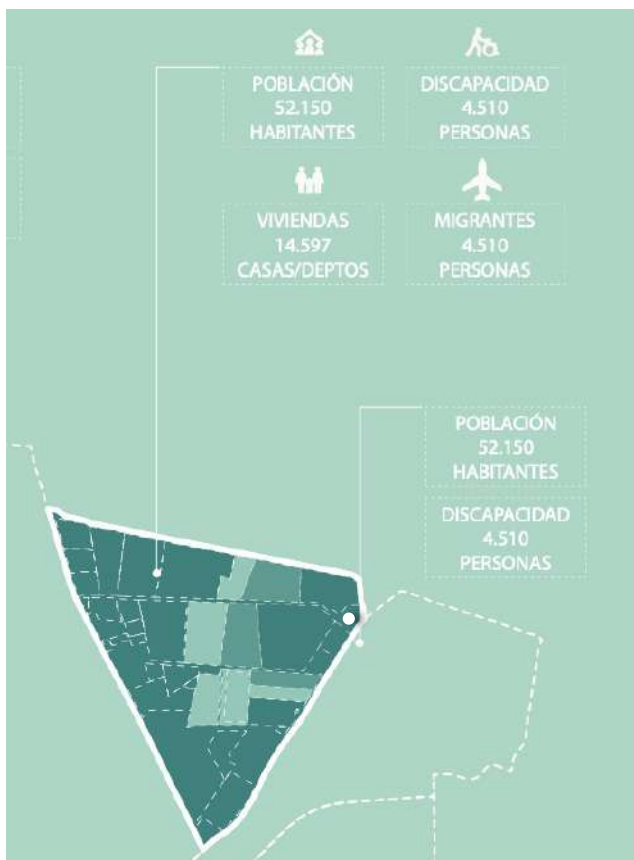 POBLACIÓN
52.150
HABITANTES
DISCAPACIDAD
4.510
PERSONAS
VIVIENDAS
14.597
CASAS/DEPTOS
MIGRANTES
4.510
PERSONAS
POBLACIÓN
52.150
HABITANTES
DISCAPACIDAD
4.510
PERSONAS